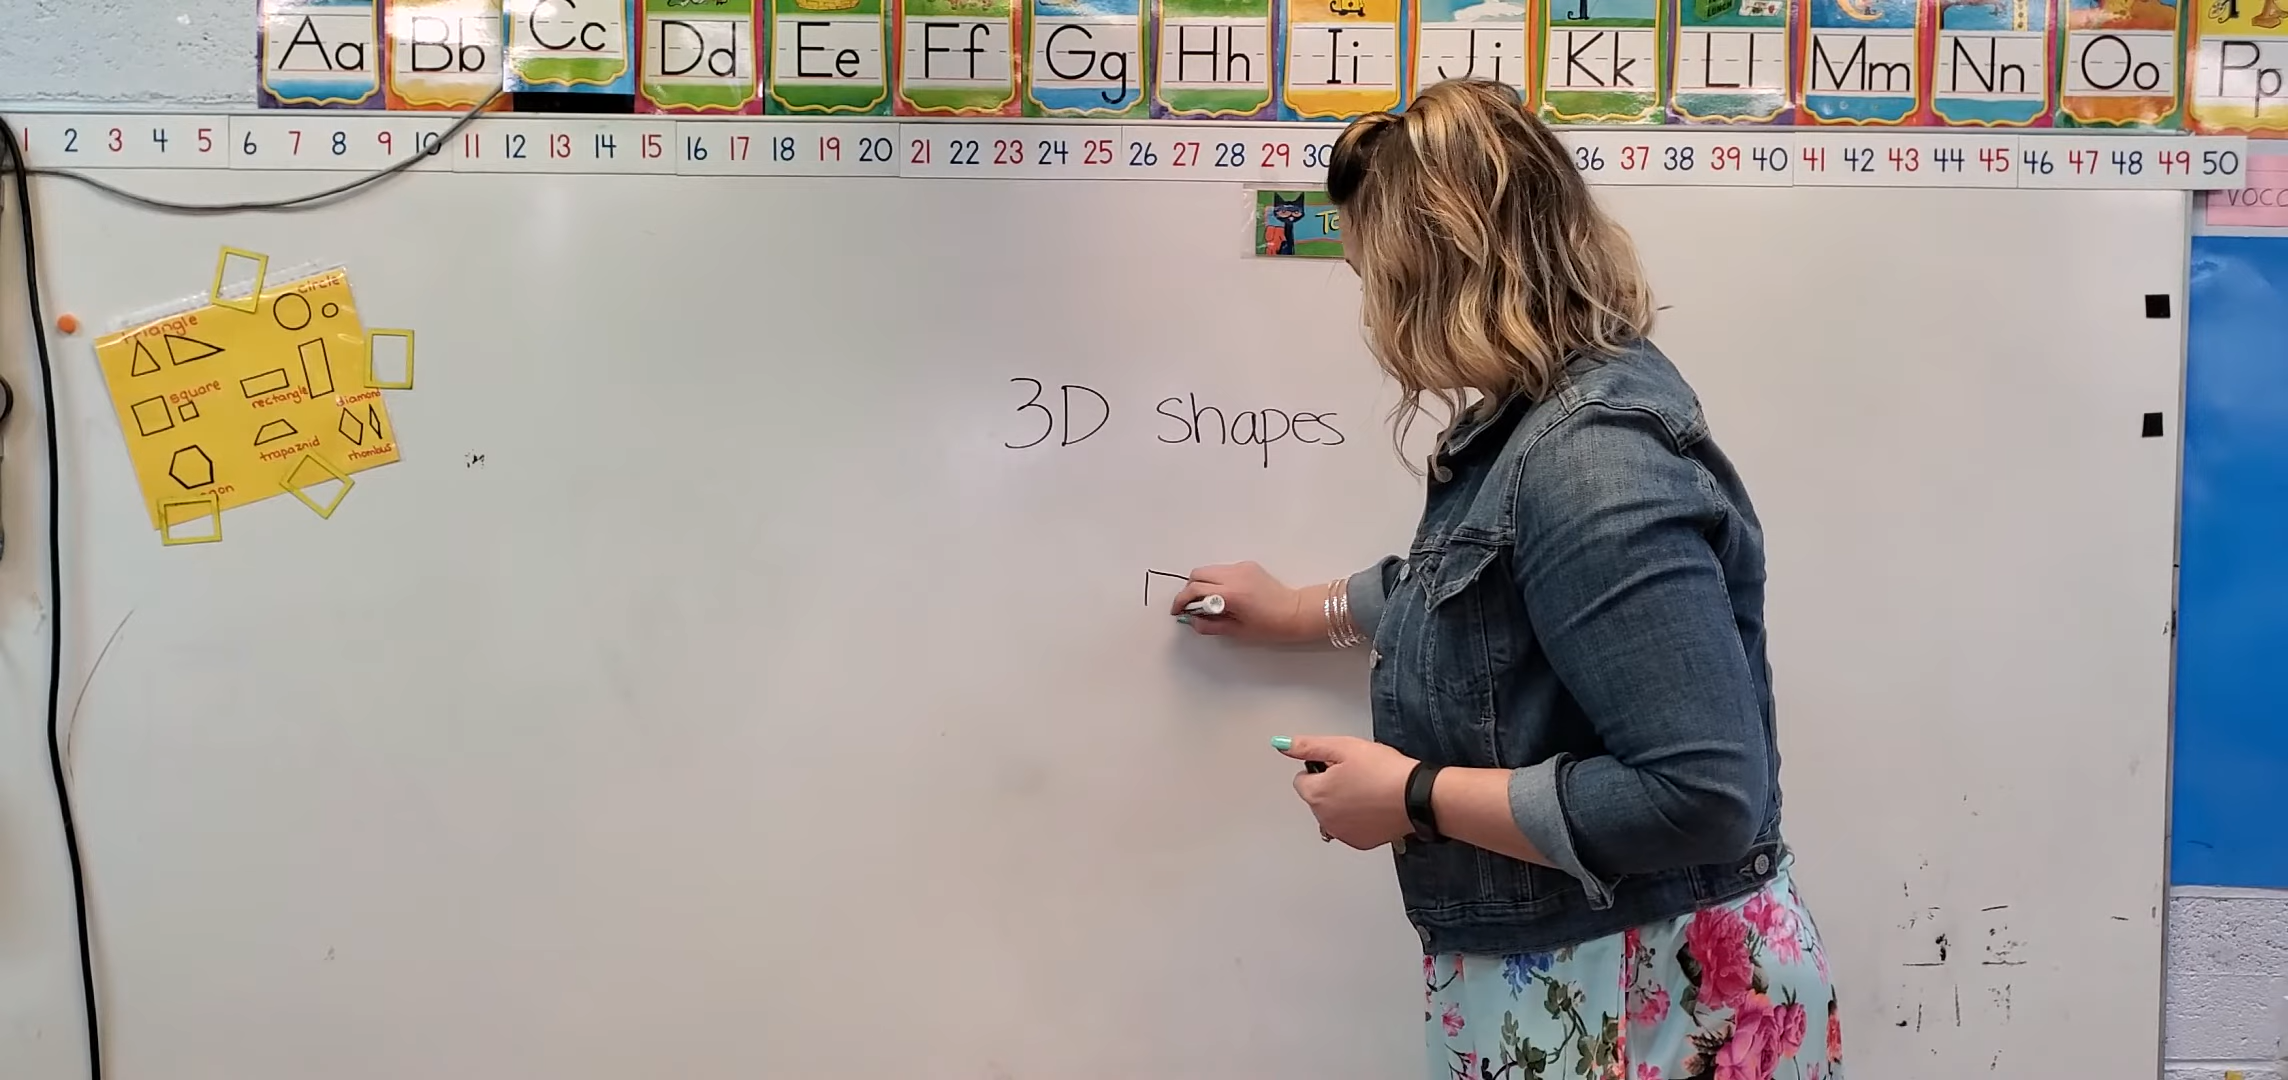 Aa Bb Cc Dd Ee Ff Gg Hh Ii Jj Kk Ll Mm Nn Oo Pp
1 2 3 4 5 6 7 8 9 10 11 12 13 14 15 16 17 18 19 20 21 22 23 24 25 26 27 28 29 30 36 37 38 39 40 41 42 43 44 45 46 47 48 49 50
circle
triangle
square
rectangle
diamond
trapaznid
rhombus
3D shapes